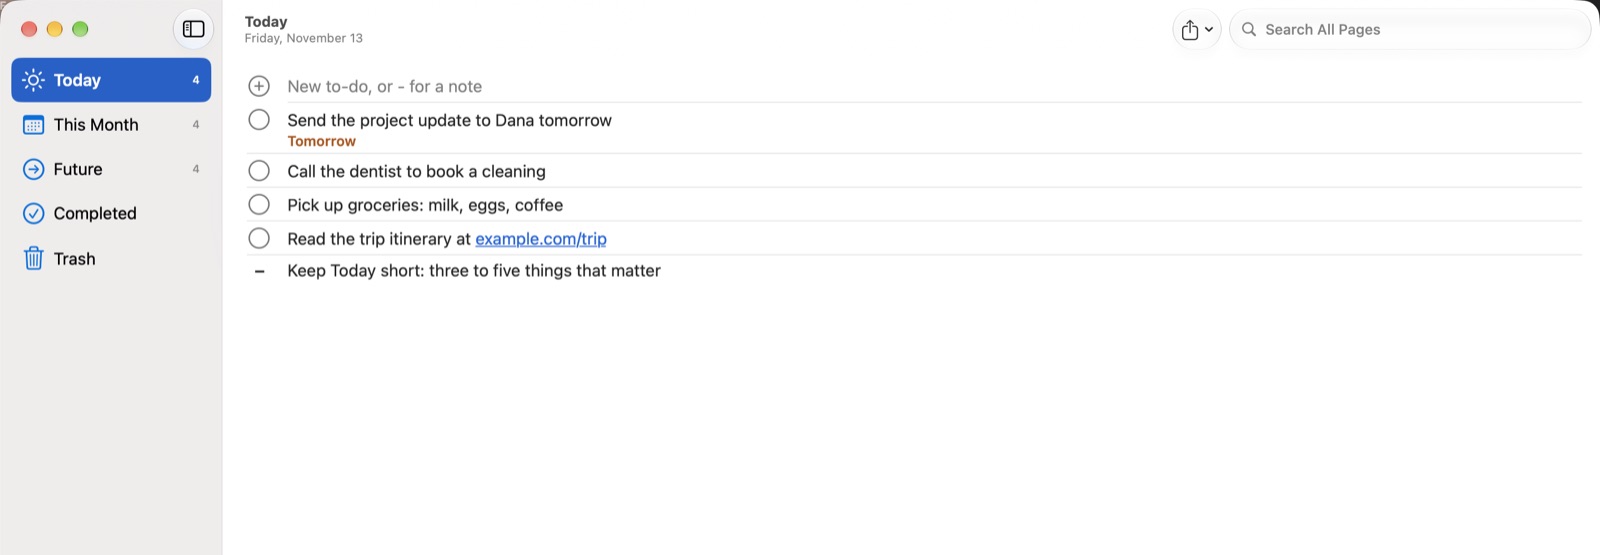 Today
Friday, November 13
Search All Pages
Today 4
This Month 4
Future 4
Completed
Trash
New to-do, or - for a note
Send the project update to Dana tomorrow
Tomorrow
Call the dentist to book a cleaning
Pick up groceries: milk, eggs, coffee
Read the trip itinerary at example.com/trip
– Keep Today short: three to five things that matter